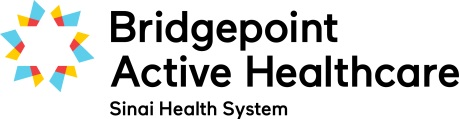 Bridgepoint
Active Healthcare
Sinai Health System